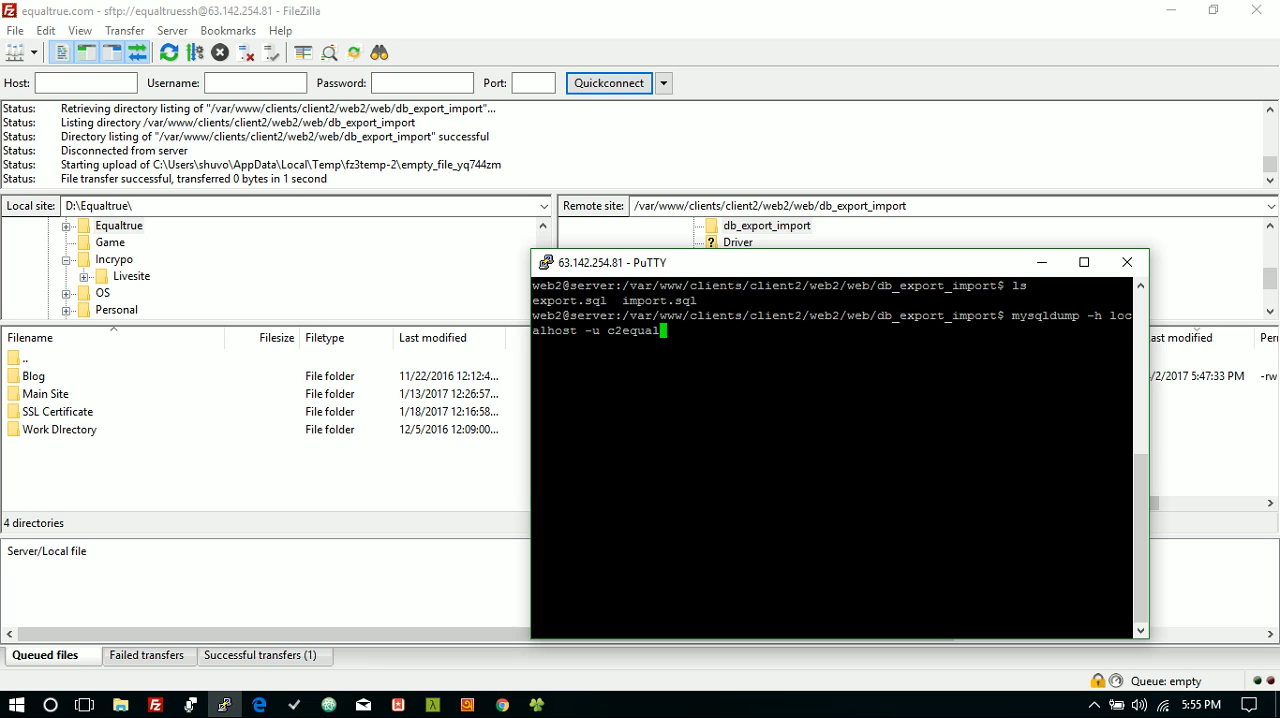 equaltrue.com - sftp://equaltruessh@63.142.254.81 - FileZilla
File Edit View Transfer Server Bookmarks Help
Host: Username: Password: Port: Quickconnect
Status: Retrieving directory listing of "/var/www/clients/client2/web2/web/db_export_import"...
Status: Listing directory /var/www/clients/client2/web2/web/db_export_import
Status: Directory listing of "/var/www/clients/client2/web2/web/db_export_import" successful
Status: Disconnected from server
Status: Starting upload of C:\Users\shuvo\AppData\Local\Temp\fz3temp-2\empty_file_yq744zm
Status: File transfer successful, transferred 0 bytes in 1 second
Local site: D:\Equaltrue\
Equaltrue
Game
Incrypo
Livesite
OS
Personal
Filename Filesize Filetype Last modified
..
Blog File folder 11/22/2016 12:12:4...
Main Site File folder 1/13/2017 12:26:57...
SSL Certificate File folder 1/18/2017 12:16:58...
Work DIrectory File folder 12/5/2016 12:09:00...
4 directories
Remote site: /var/www/clients/client2/web2/web/db_export_import
db_export_import
? Driver
63.142.254.81 - PuTTY
web2@server:/var/www/clients/client2/web2/web/db_export_import$ ls
export.sql import.sql
web2@server:/var/www/clients/client2/web2/web/db_export_import$ mysqldump -h loc
alhost -u c2equal
ast modified Per
/2/2017 5:47:33 PM -rw
Server/Local file
Queued files Failed transfers Successful transfers (1)
Queue: empty
5:55 PM